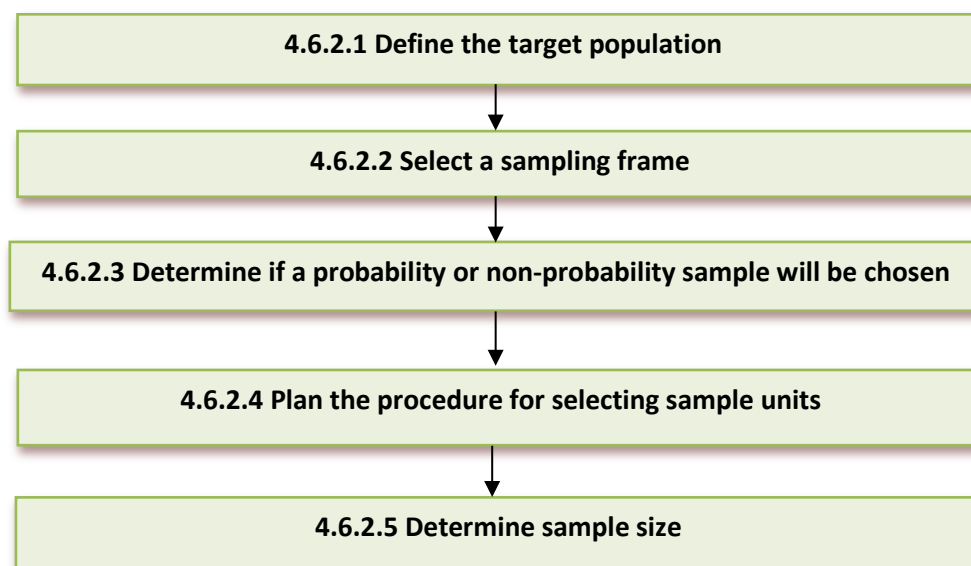 4.6.2.1 Define the target population
4.6.2.2 Select a sampling frame
4.6.2.3 Determine if a probability or non-probability sample will be chosen
4.6.2.4 Plan the procedure for selecting sample units
4.6.2.5 Determine sample size